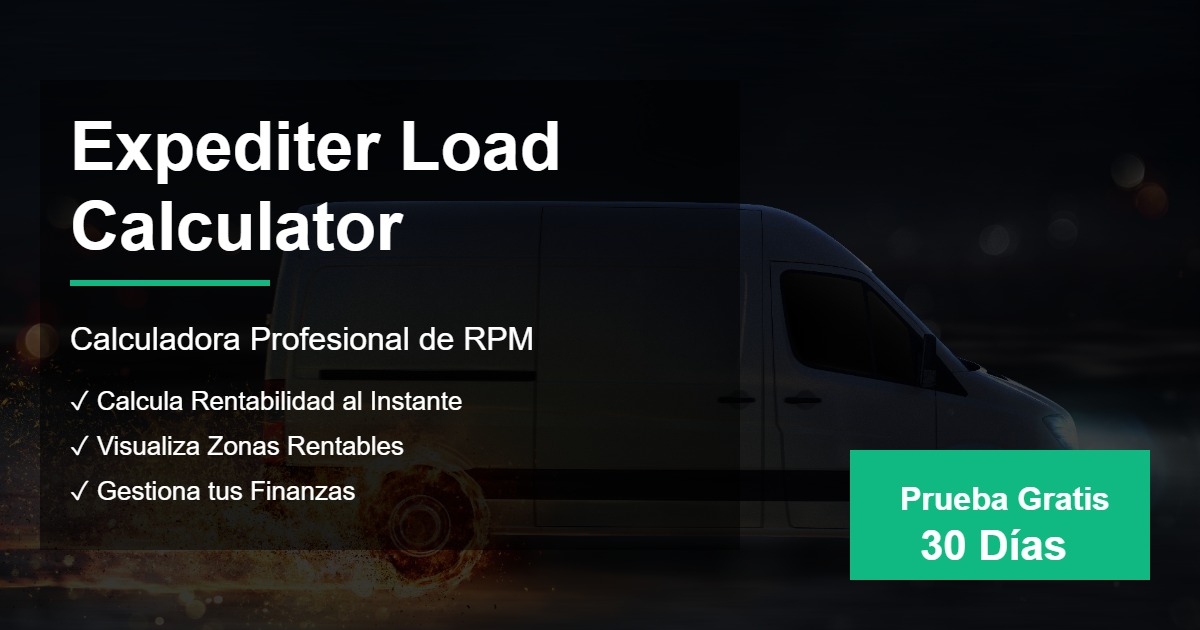 Expediter Load
Calculator
Calculadora Profesional de RPM
✓ Calcula Rentabilidad al Instante
✓ Visualiza Zonas Rentables
✓ Gestiona tus Finanzas
Prueba Gratis
30 Días